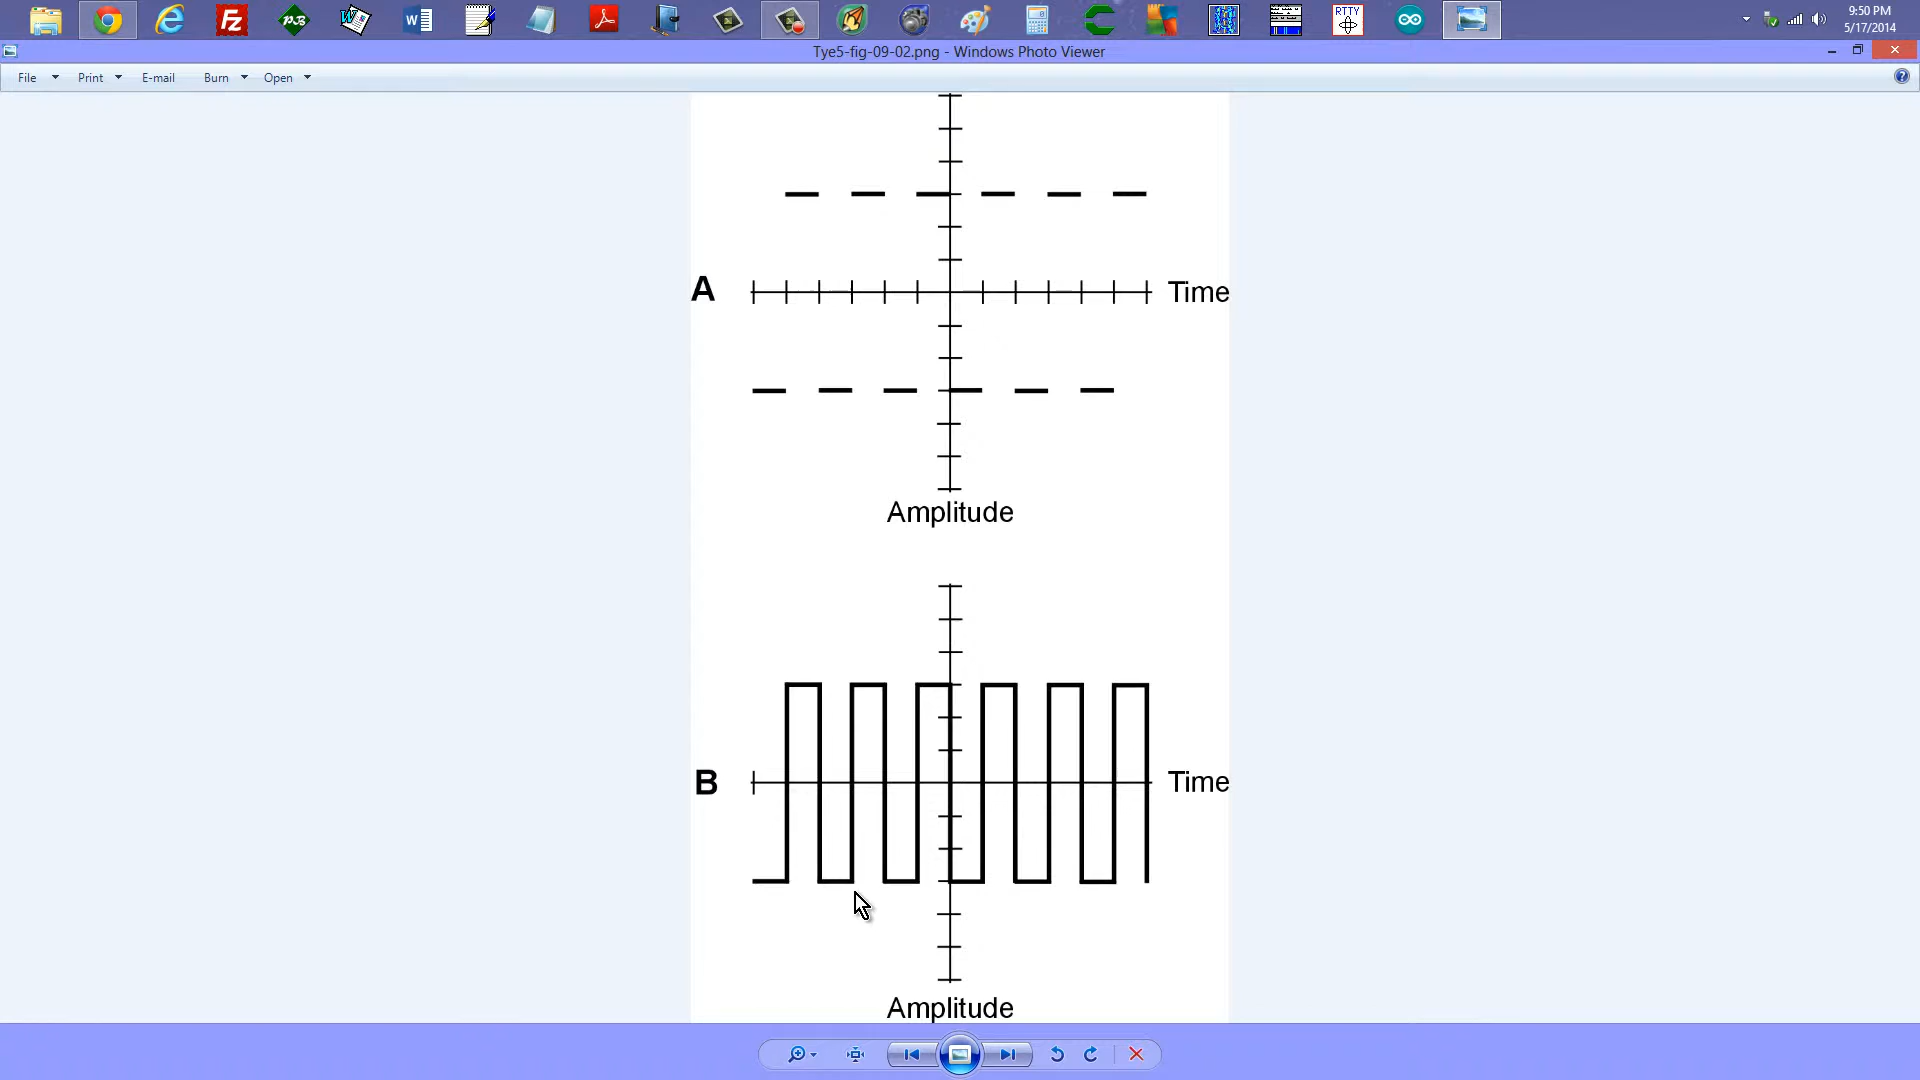 9:50 PM
5/17/2014
RTTY
Tye5-fig-09-02.png - Windows Photo Viewer
File Print E-mail Burn Open
A
Time
Amplitude
B
Time
Amplitude